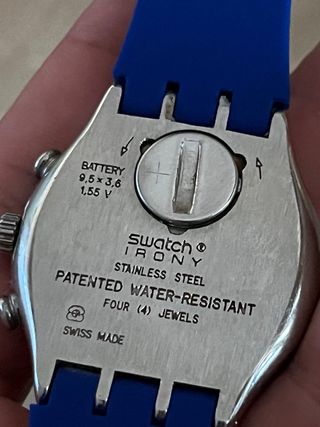 BATTERY
9,5 x 3,6
1.55 V
+
swatch®
IRONY
STAINLESS STEEL
PATENTED WATER-RESISTANT
FOUR (4) JEWELS
SWISS MADE